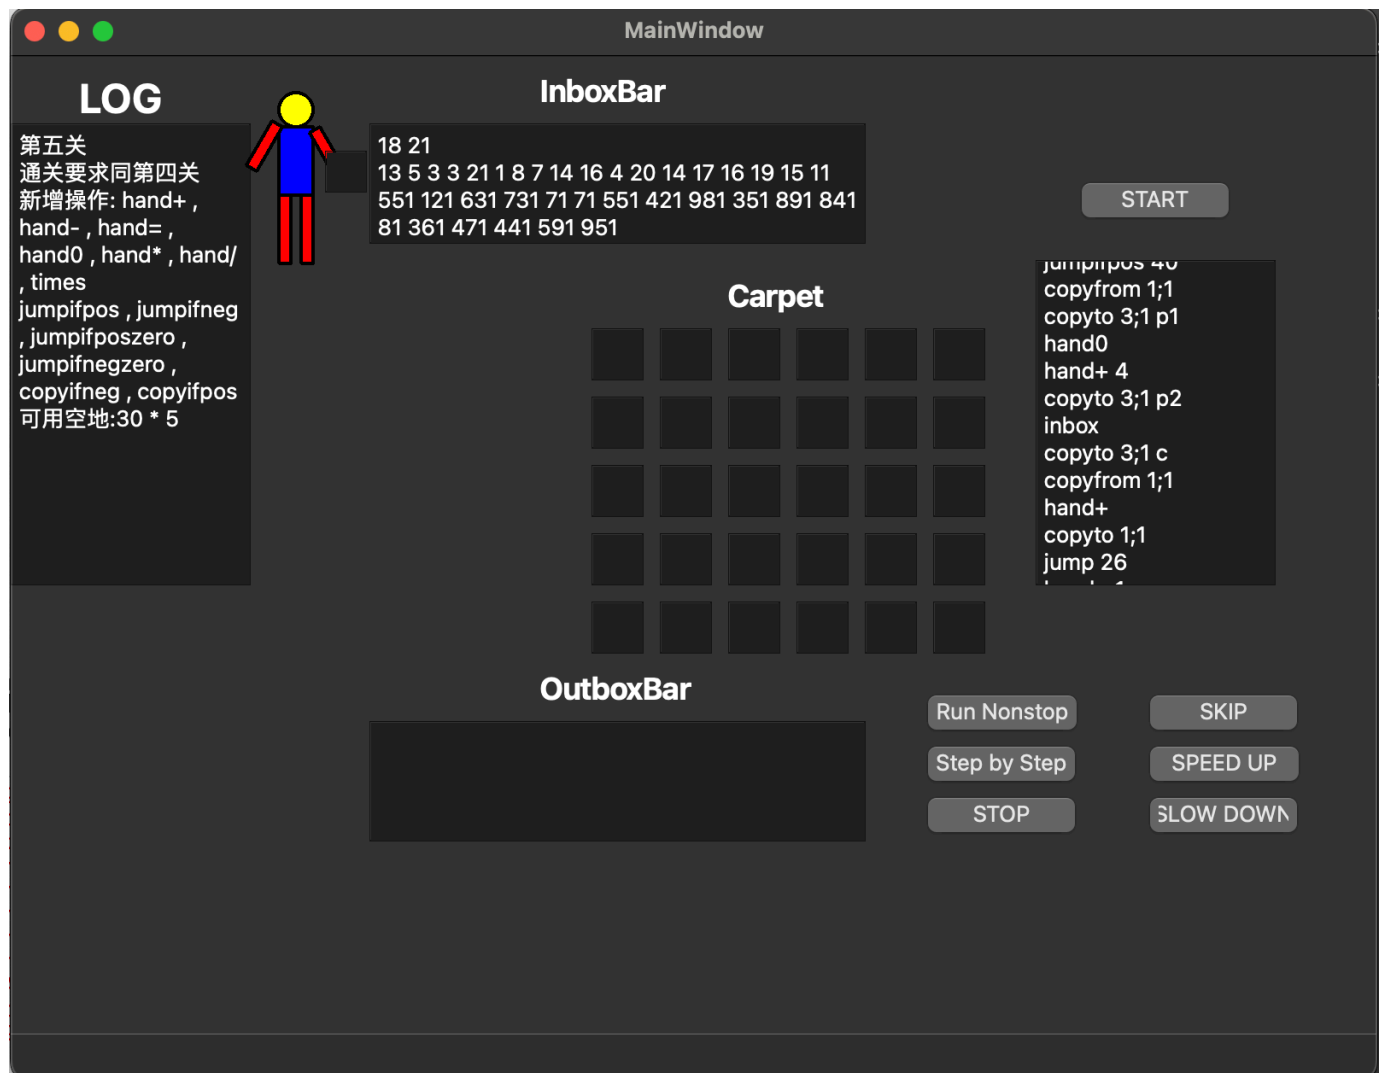 MainWindow
LOG
第五关
通关要求同第四关
新增操作: hand+ ,
hand- , hand= ,
hand0 , hand* , hand/
, times
jumpifpos , jumpifneg
, jumpifposzero ,
jumpifnegzero ,
copyifneg , copyifpos
可用空地:30 * 5
InboxBar
18 21
13 5 3 3 21 1 8 7 14 16 4 20 14 17 16 19 15 11
551 121 631 731 71 71 551 421 981 351 891 841
81 361 471 441 591 951
Carpet
START
jumpifpos 40
copyfrom 1;1
copyto 3;1 p1
hand0
hand+ 4
copyto 3;1 p2
inbox
copyto 3;1 c
copyfrom 1;1
hand+
copyto 1;1
jump 26
OutboxBar
Run Nonstop
SKIP
Step by Step
SPEED UP
STOP
SLOW DOWN